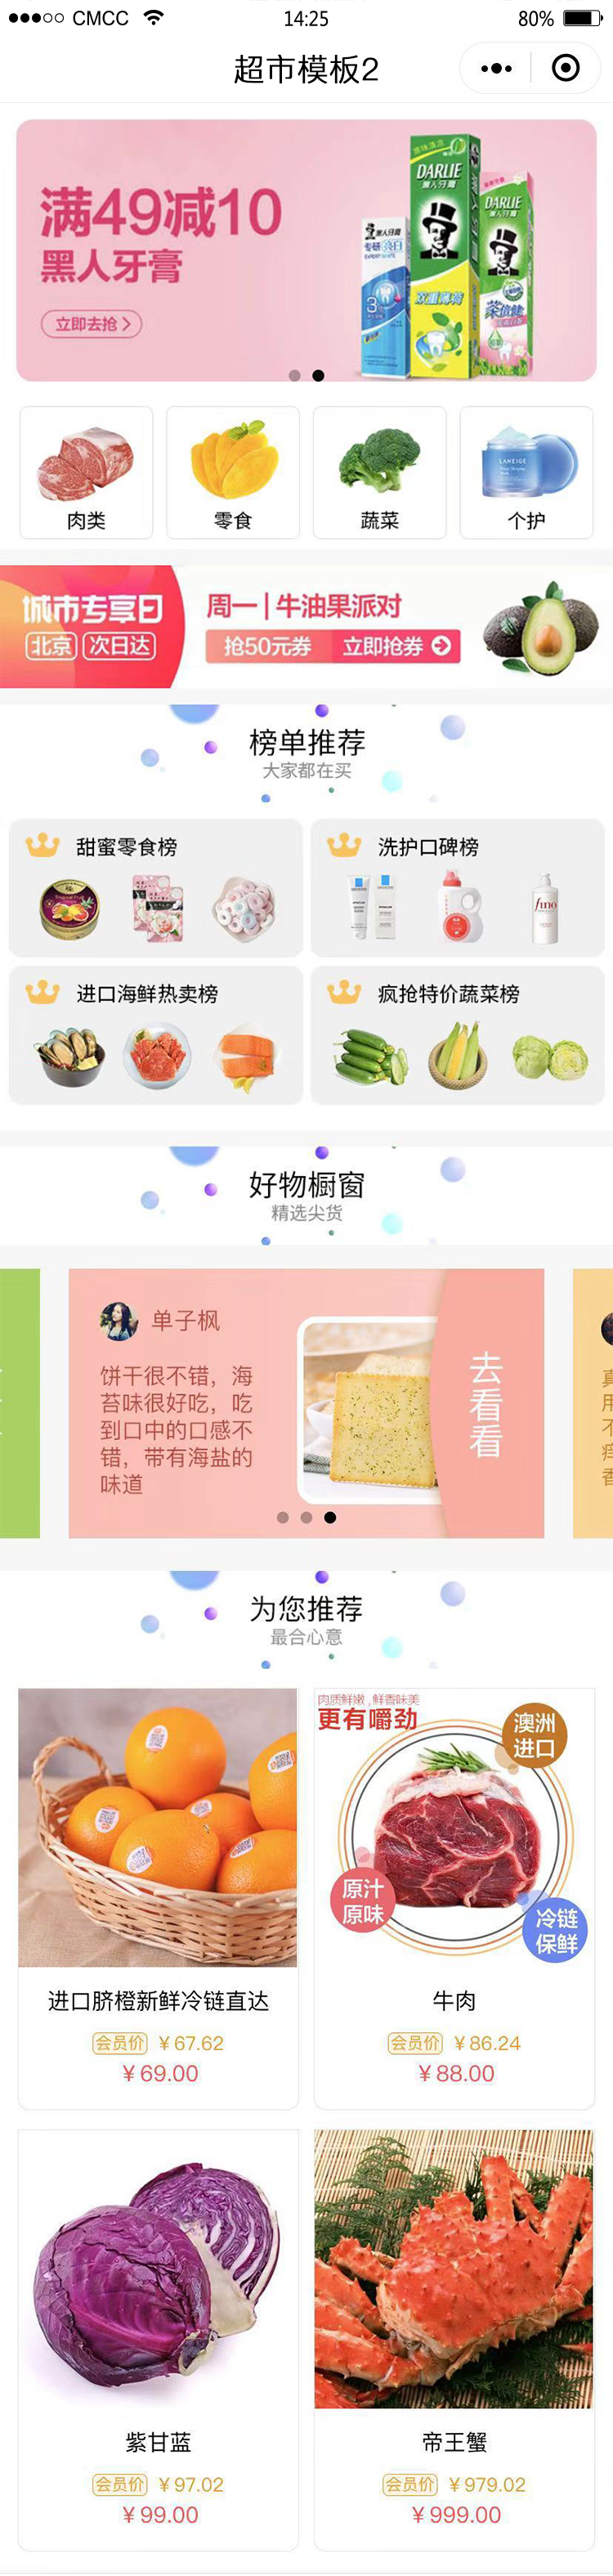 CMCC
14:25
80%
超市模板2
满49减10
黑人牙膏
立即去抢
DARLIE
黑人牙膏
DARLIE
黑人牙膏
双重薄荷
LANEIGE
肉类
零食
蔬菜
个护
城市专享日
北京 次日达
周一 | 牛油果派对
抢50元券 立即抢券
榜单推荐
大家都在买
甜蜜零食榜
洗护口碑榜
fino
进口海鲜热卖榜
疯抢特价蔬菜榜
好物橱窗
精选尖货
单子枫
饼干很不错，海
苔味很好吃，吃
到口中的口感不
错，带有海盐的
味道
去看看
为您推荐
最合心意
肉质鲜嫩，鲜香味美
更有嚼劲
澳洲
进口
原汁
原味
冷链
保鲜
进口脐橙新鲜冷链直达
会员价 ￥67.62
￥69.00
牛肉
会员价 ￥86.24
￥88.00
紫甘蓝
会员价 ￥97.02
￥99.00
帝王蟹
会员价 ￥979.02
￥999.00